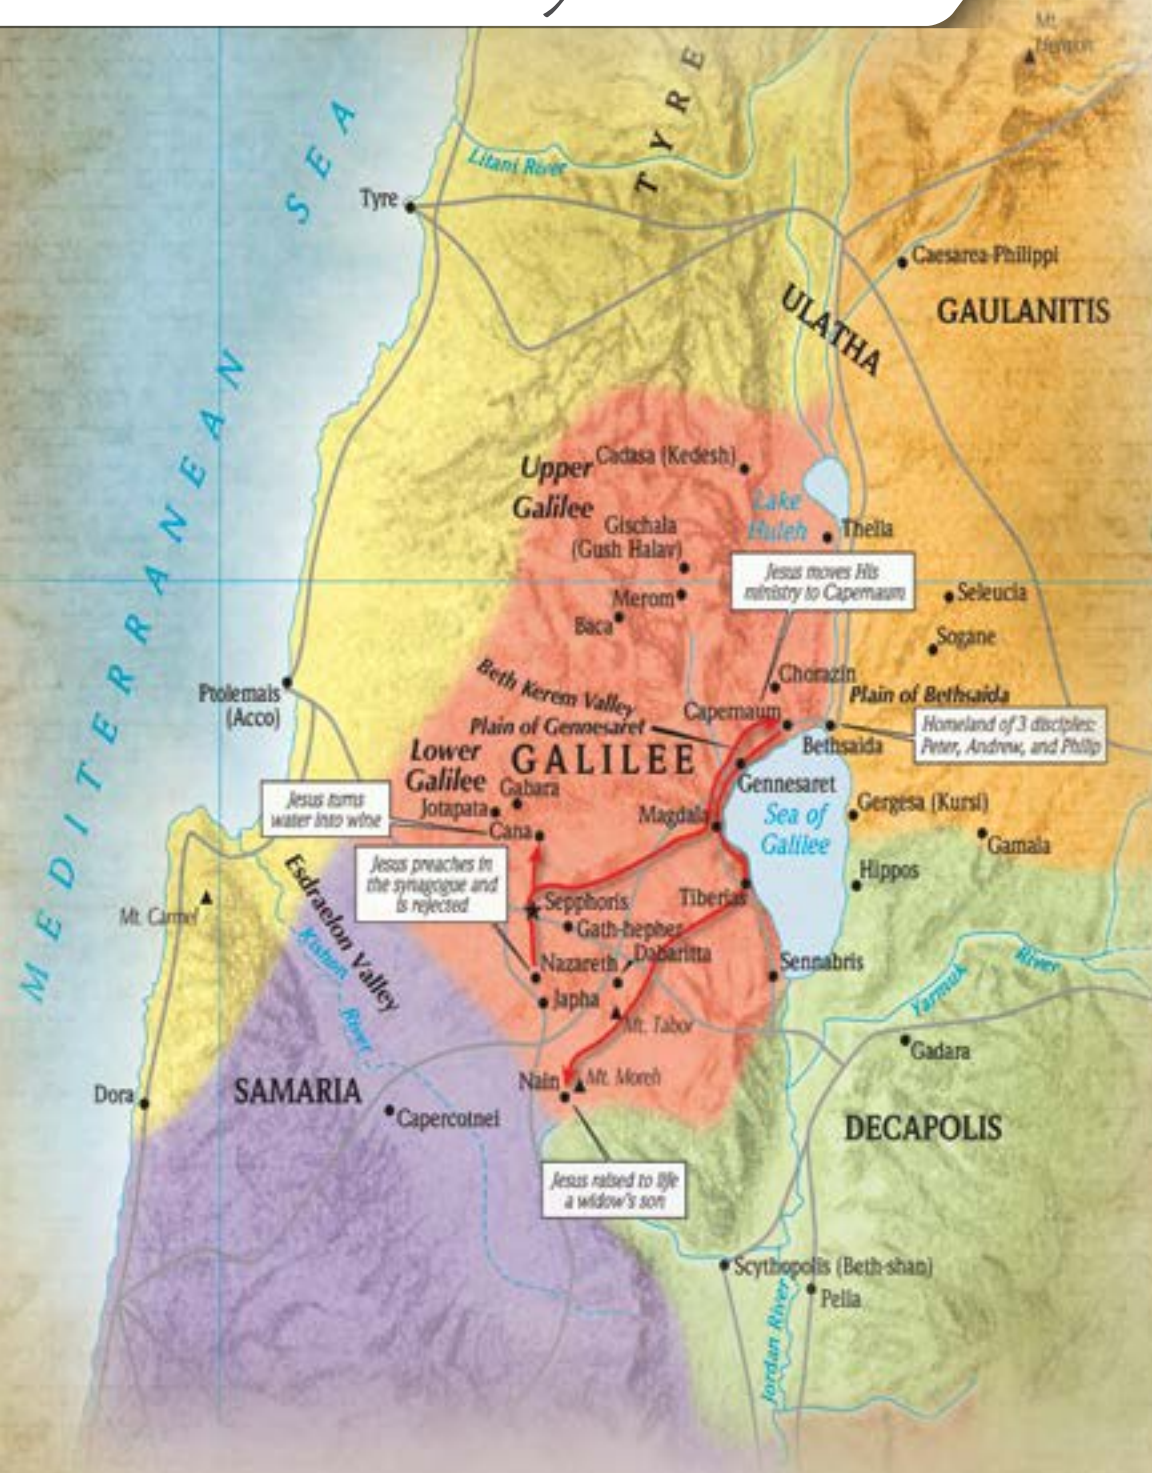 Mt.
Hermon
MEDITERRANEAN SEA
TYRE
Litani River
Tyre
Caesarea-Philippi
GAULANITIS
ULATHA
Upper
Galilee
Cadasa (Kedesh)
Lake
Huleh
Gischala
(Gush Halav)
Thella
Jesus moves His
ministry to Capernaum
Merom
Baca
Seleucia
Sogane
Chorazin
Beth Kerem Valley
Plain of Bethsaida
Ptolemais
(Acco)
Capernaum
Plain of Gennesaret
Homeland of 3 disciples:
Peter, Andrew, and Philip
Bethsaida
Lower
Galilee
GALILEE
Gennesaret
Gabara
Jotapata
Jesus turns
water into wine
Cana
Magdala
Sea of
Galilee
Gergesa (Kursi)
Gamala
Jesus preaches in
the synagogue and
is rejected
Hippos
Esdraelon Valley
Mt. Carmel
Sepphoris
Tiberias
Gath-hepher
Dabaritta
Kishon River
Nazareth
Sennabris
Yarmuk River
Japha
Mt. Tabor
Gadara
Nain
Mt. Moreh
Dora
SAMARIA
Capercotnei
DECAPOLIS
Jesus raised to life
a widow's son
Scythopolis (Beth-shan)
Pella
Jordan River